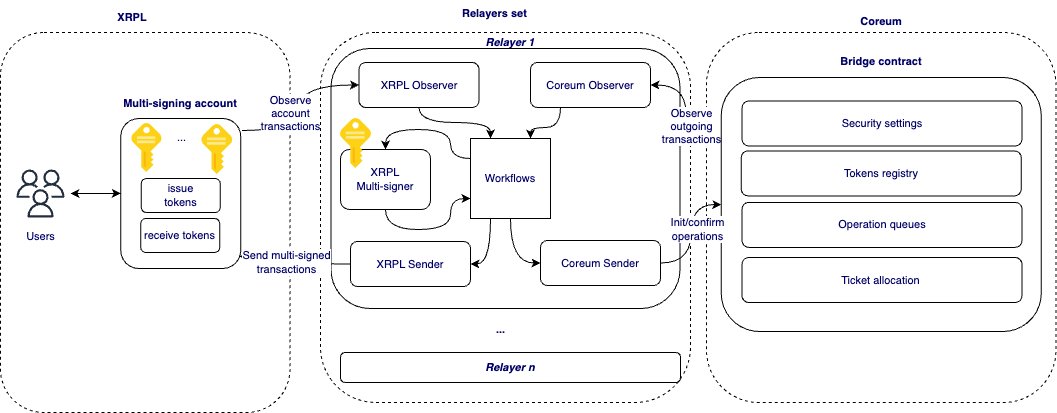 XRPL
Multi-signing account
...
issue
tokens
receive tokens
Users
Observe
account
transactions
Send multi-signed
transactions
Relayers set
Relayer 1
XRPL Observer
Coreum Observer
XRPL
Multi-signer
Workflows
XRPL Sender
Coreum Sender
...
Relayer n
Observe
outgoing
transactions
Init/confirm
operations
Coreum
Bridge contract
Security settings
Tokens registry
Operation queues
Ticket allocation